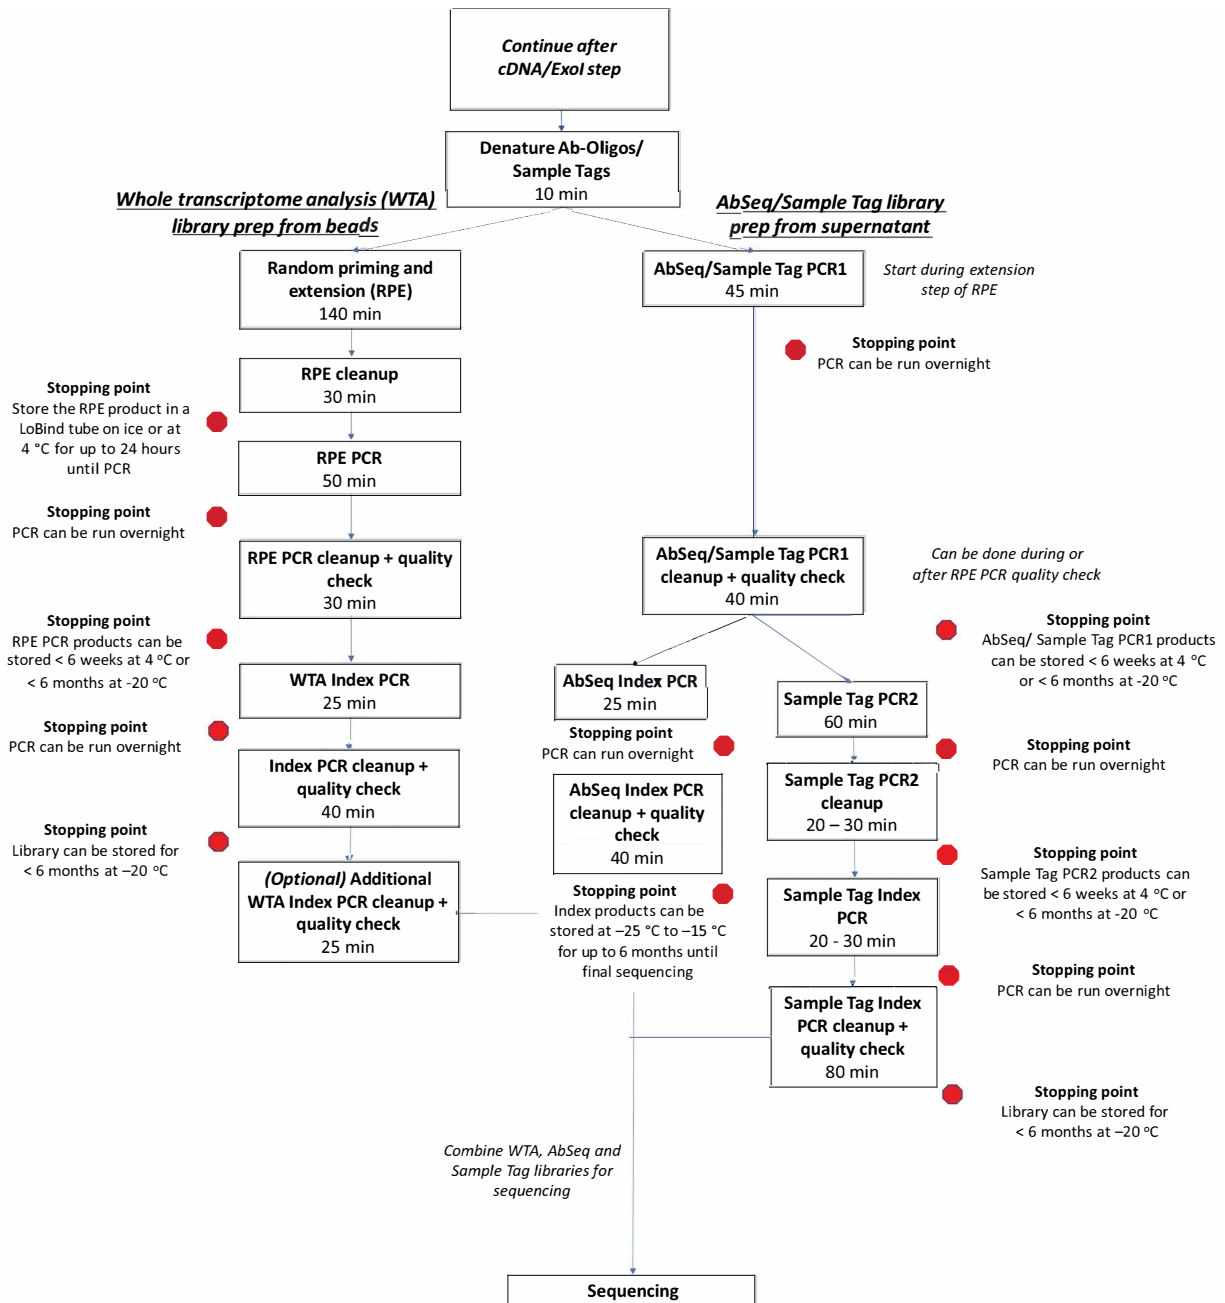 Continue after
cDNA/ExoI step
Denature Ab-Oligos/
Sample Tags
10 min
Whole transcriptome analysis (WTA)
library prep from beads
AbSeq/Sample Tag library
prep from supernatant
Random priming and
extension (RPE)
140 min
AbSeq/Sample Tag PCR1
45 min
Start during extension
step of RPE
Stopping point
PCR can be run overnight
RPE cleanup
30 min
Stopping point
Store the RPE product in a
LoBind tube on ice or at
4 °C for up to 24 hours
until PCR
RPE PCR
50 min
Stopping point
PCR can be run overnight
RPE PCR cleanup + quality
check
30 min
AbSeq/Sample Tag PCR1
cleanup + quality check
40 min
Can be done during or
after RPE PCR quality check
Stopping point
RPE PCR products can be
stored < 6 weeks at 4 °C or
< 6 months at -20 °C
Stopping point
AbSeq/ Sample Tag PCR1 products
can be stored < 6 weeks at 4 °C
or < 6 months at -20 °C
WTA Index PCR
25 min
AbSeq Index PCR
25 min
Sample Tag PCR2
60 min
Stopping point
PCR can be run overnight
Stopping point
PCR can run overnight
Stopping point
PCR can be run overnight
Index PCR cleanup +
quality check
40 min
AbSeq Index PCR
cleanup + quality
check
40 min
Sample Tag PCR2
cleanup
20 – 30 min
Stopping point
Library can be stored for
< 6 months at –20 °C
Stopping point
Sample Tag PCR2 products can
be stored < 6 weeks at 4 °C or
< 6 months at -20 °C
(Optional) Additional
WTA Index PCR cleanup +
quality check
25 min
Stopping point
Index products can be
stored at –25 °C to –15 °C
for up to 6 months until
final sequencing
Sample Tag Index
PCR
20 - 30 min
Stopping point
PCR can be run overnight
Sample Tag Index
PCR cleanup +
quality check
80 min
Stopping point
Library can be stored for
< 6 months at –20 °C
Combine WTA, AbSeq and
Sample Tag libraries for
sequencing
Sequencing